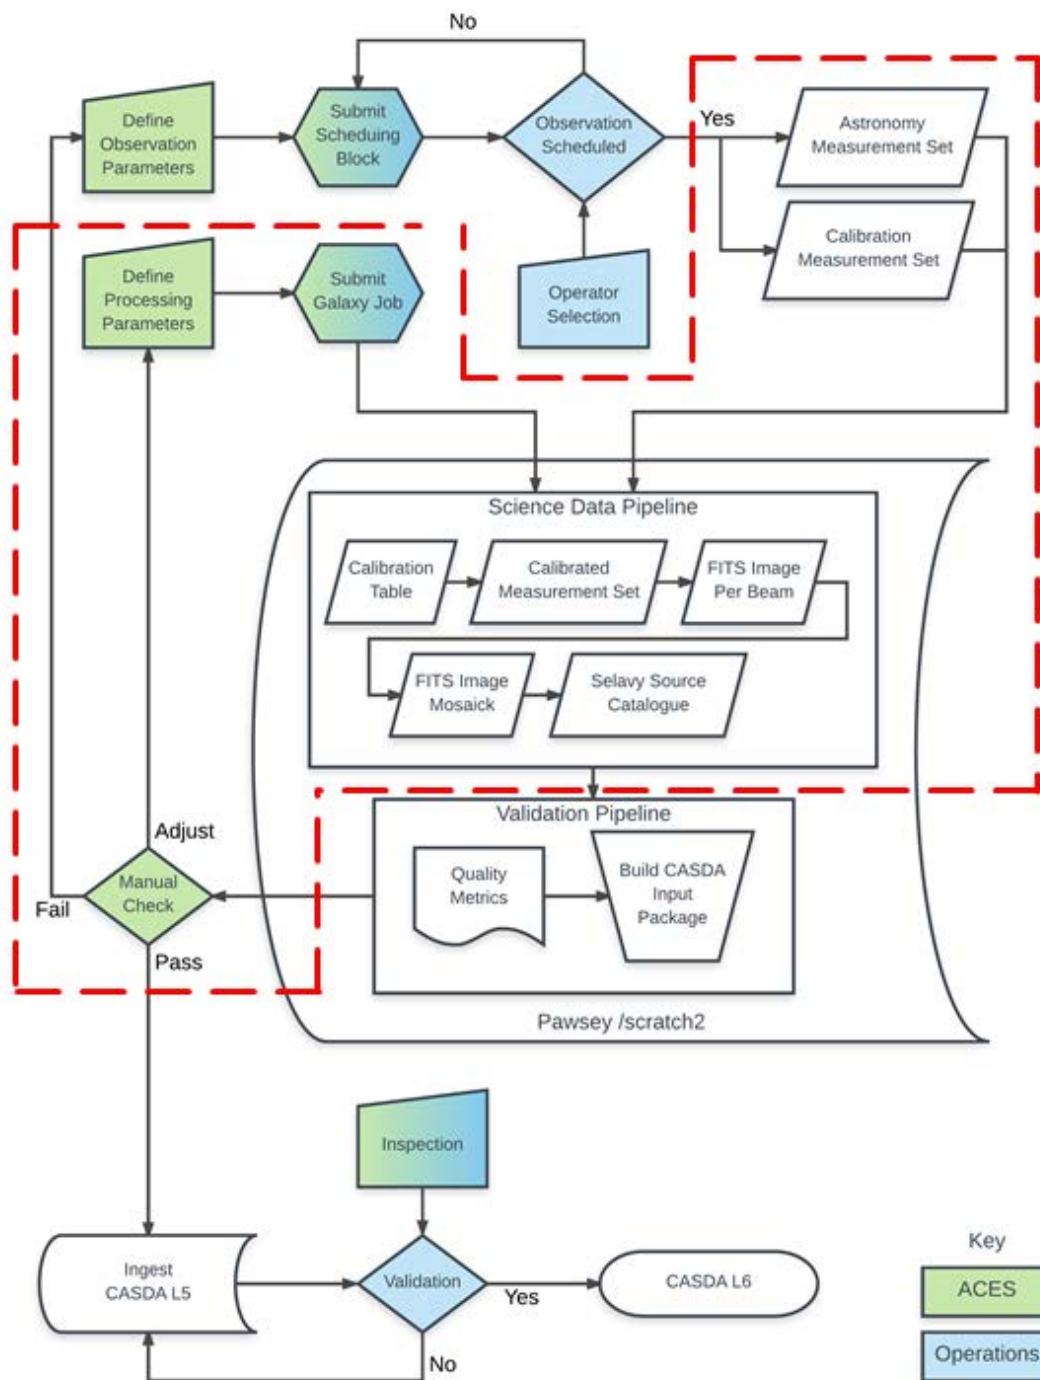 No
Define
Observation
Parameters
Submit
Scheduing
Block
Observation
Scheduled
Yes
Astronomy
Measurement Set
Calibration
Measurement Set
Define
Processing
Parameters
Submit
Galaxy Job
Operator
Selection
Science Data Pipeline
Calibration
Table
Calibrated
Measurement Set
FITS Image
Per Beam
FITS Image
Mosaick
Selavy Source
Catalogue
Validation Pipeline
Quality
Metrics
Build CASDA
Input
Package
Adjust
Manual
Check
Fail
Pass
Pawsey /scratch2
Inspection
Ingest
CASDA L5
Validation
Yes
CASDA L6
No
Key
ACES
Operations